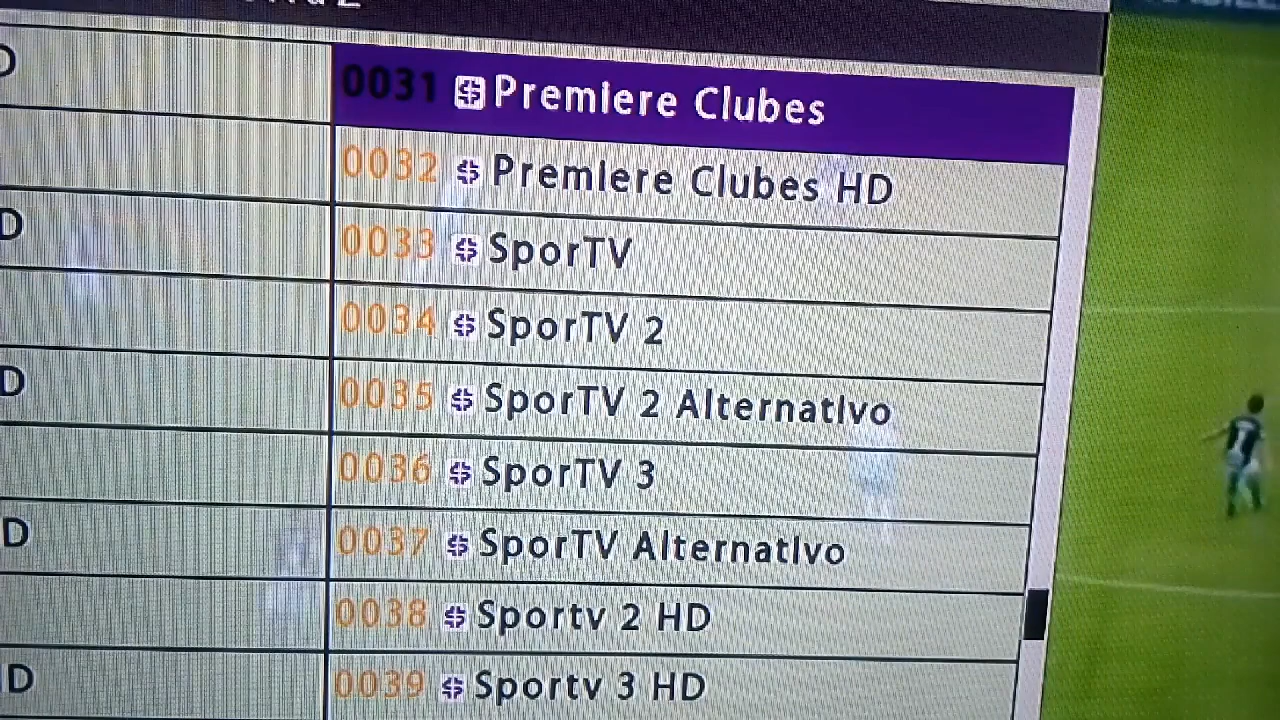 D
0031 $ Premiere Clubes
0032 $ Premiere Clubes HD
D
0033 $ SporTV
0034 $ SporTV 2
D
0035 $ SporTV 2 Alternativo
0036 $ SporTV 3
D
0037 $ SporTV Alternativo
0038 $ Sportv 2 HD
D
0039 $ Sportv 3 HD